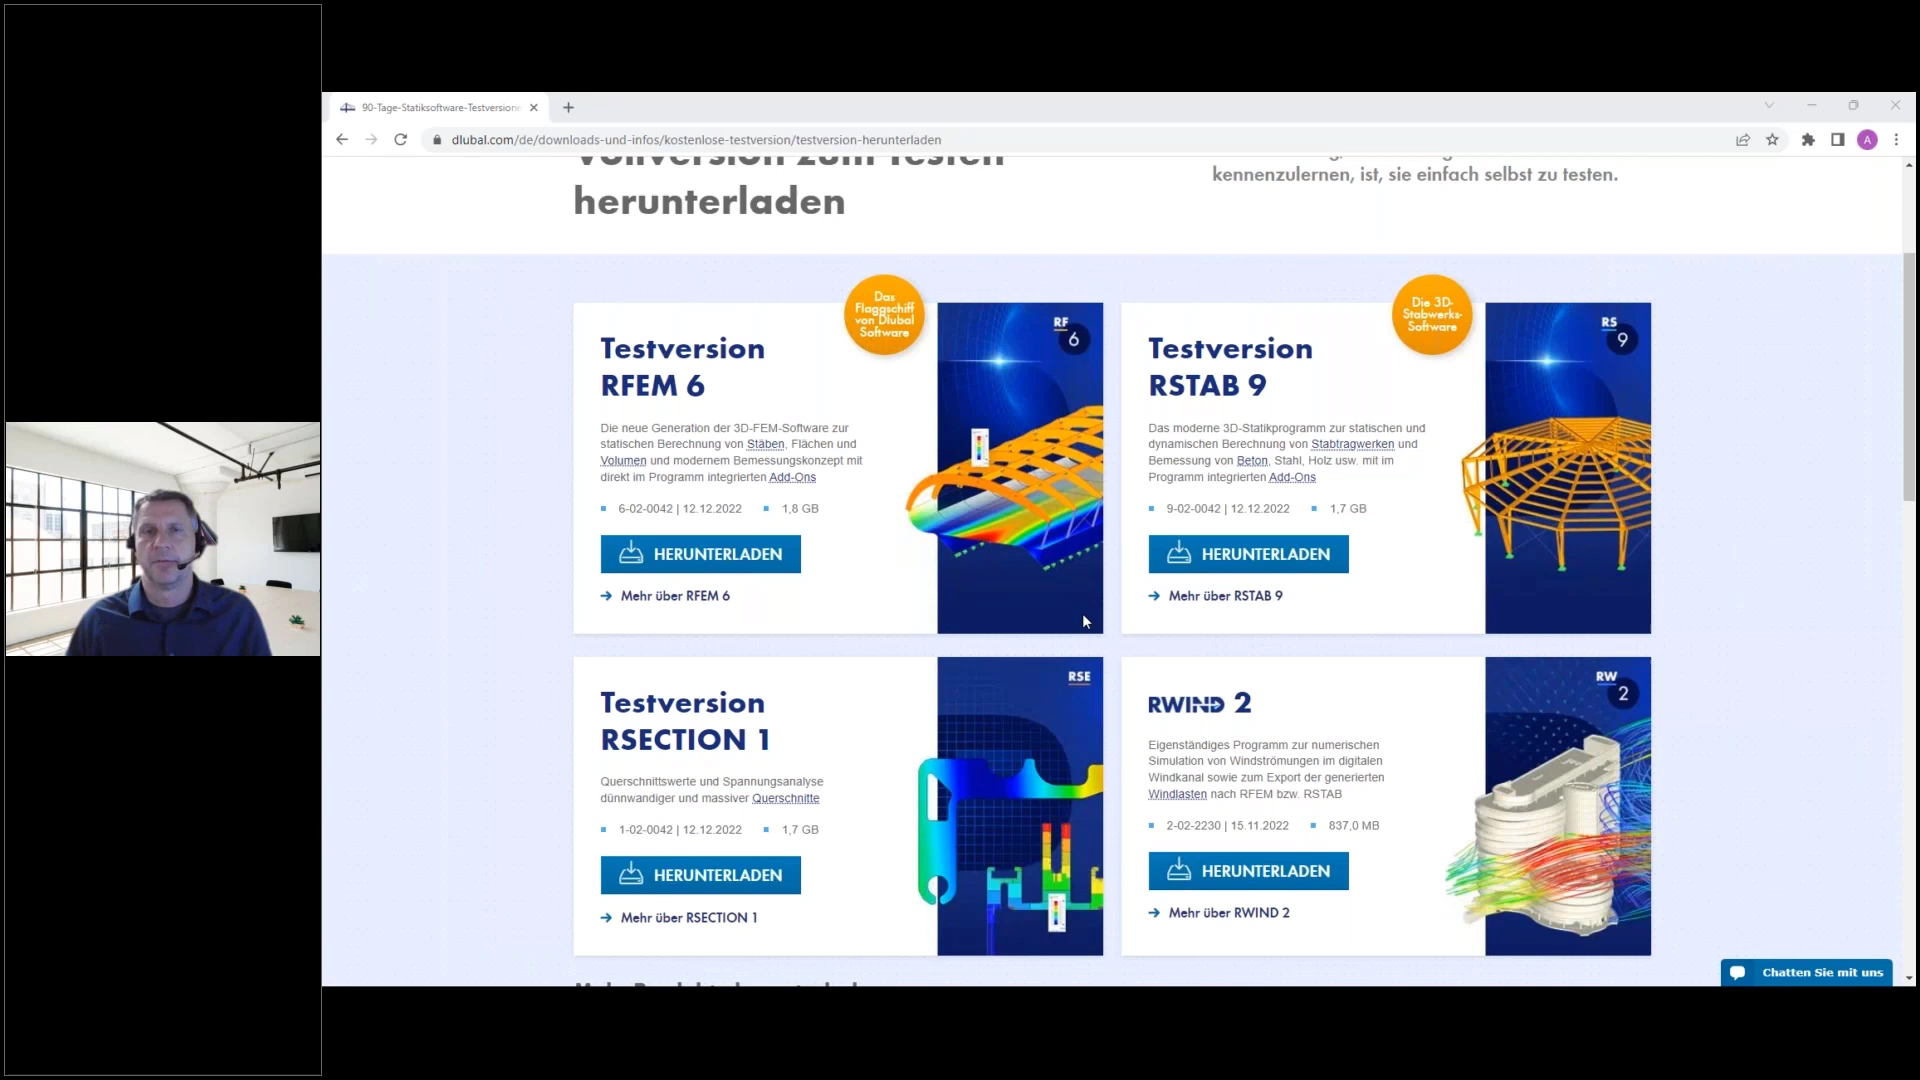 90-Tage-Statiksoftware-Testversione
dlubal.com/de/downloads-und-infos/kostenlose-testversion/testversion-herunterladen
A
Vollversion zum Testen
herunterladen
kennenzulernen, ist, sie einfach selbst zu testen.
Das
Flaggschiff
von Dlubal
Software
RF
6
Testversion
RFEM 6
Die neue Generation der 3D-FEM-Software zur
statischen Berechnung von Stäben, Flächen und
Volumen und modernem Bemessungskonzept mit
direkt im Programm integrierten Add-Ons
6-02-0042 | 12.12.2022
1,8 GB
HERUNTERLADEN
Mehr über RFEM 6
Die 3D-
Stabwerks-
Software
RS
9
Testversion
RSTAB 9
Das moderne 3D-Statikprogramm zur statischen und
dynamischen Berechnung von Stabtragwerken und
Bemessung von Beton, Stahl, Holz usw. mit im
Programm integrierten Add-Ons
9-02-0042 | 12.12.2022
1,7 GB
HERUNTERLADEN
Mehr über RSTAB 9
RSE
Testversion
RSECTION 1
Querschnittswerte und Spannungsanalyse
dünnwandiger und massiver Querschnitte
1-02-0042 | 12.12.2022
1,7 GB
HERUNTERLADEN
Mehr über RSECTION 1
RW
2
RWIND 2
Eigenständiges Programm zur numerischen
Simulation von Windströmungen im digitalen
Windkanal sowie zum Export der generierten
Windlasten nach RFEM bzw. RSTAB
2-02-2230 | 15.11.2022
837,0 MB
HERUNTERLADEN
Mehr über RWIND 2
Chatten Sie mit uns